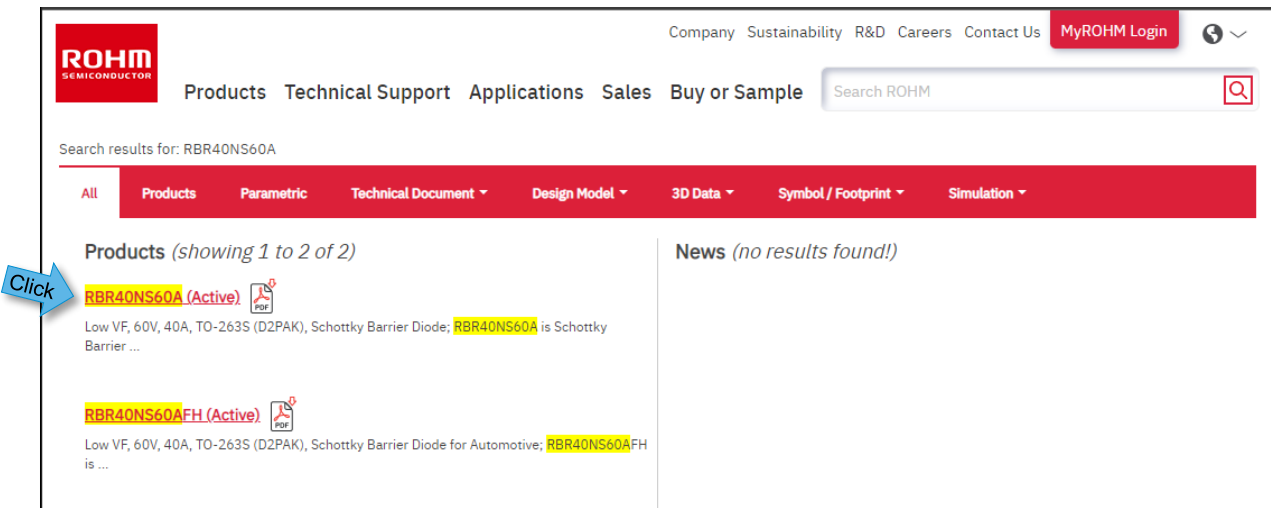 Company Sustainability R&D Careers Contact Us MyROHM Login
ROHM
SEMICONDUCTOR
Products Technical Support Applications Sales Buy or Sample Search ROHM
Search results for: RBR40NS60A
All Products Parametric Technical Document Design Model 3D Data Symbol / Footprint Simulation
Products (showing 1 to 2 of 2)
Click
RBR40NS60A (Active) PDF
Low VF, 60V, 40A, TO-263S (D2PAK), Schottky Barrier Diode; RBR40NS60A is Schottky
Barrier ...
RBR40NS60AFH (Active) PDF
Low VF, 60V, 40A, TO-263S (D2PAK), Schottky Barrier Diode for Automotive; RBR40NS60AFH
is ...
News (no results found!)